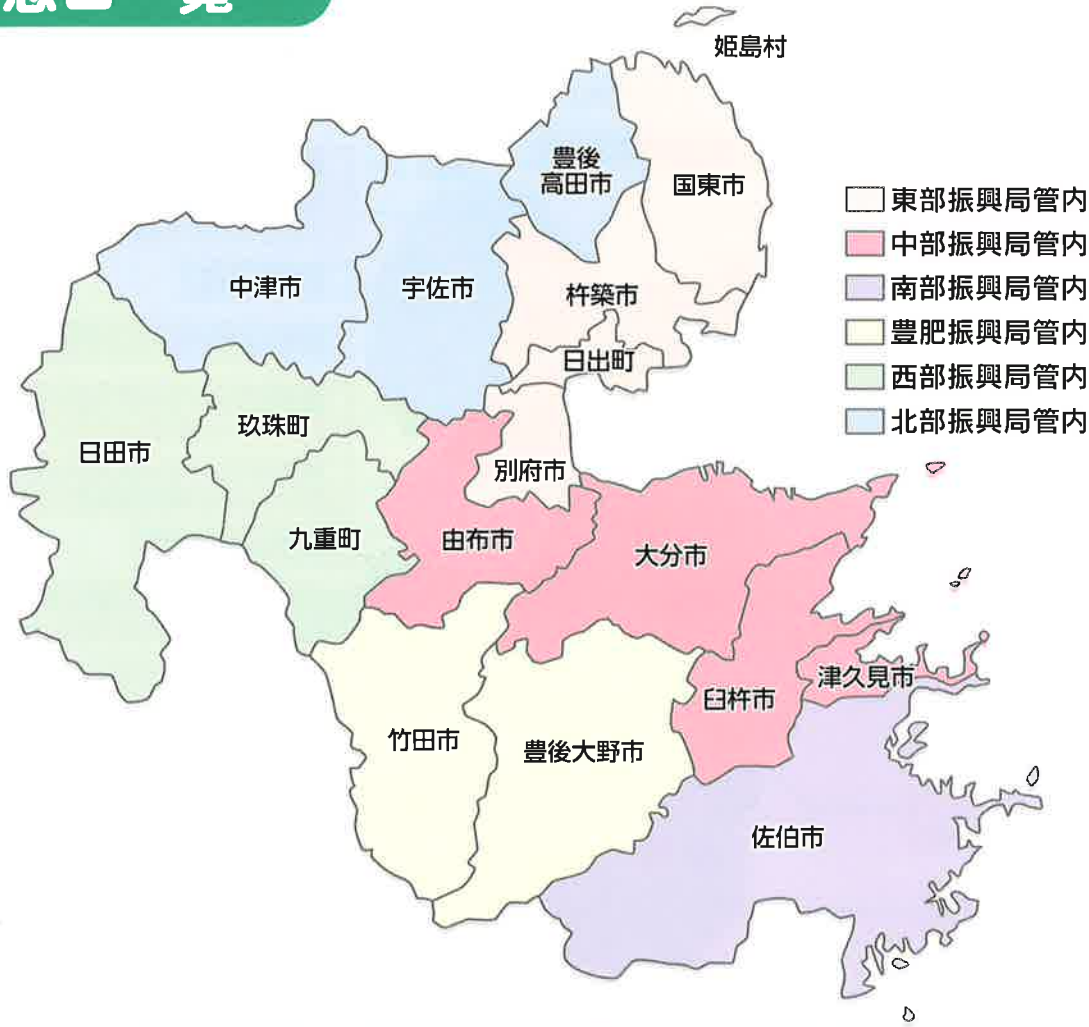 覧
姫島村
豊後
高田市
国東市
東部振興局管内
中部振興局管内
南部振興局管内
豊肥振興局管内
西部振興局管内
北部振興局管内
中津市
宇佐市
杵築市
日出町
玖珠町
日田市
別府市
九重町
由布市
大分市
津久見市
臼杵市
竹田市
豊後大野市
佐伯市